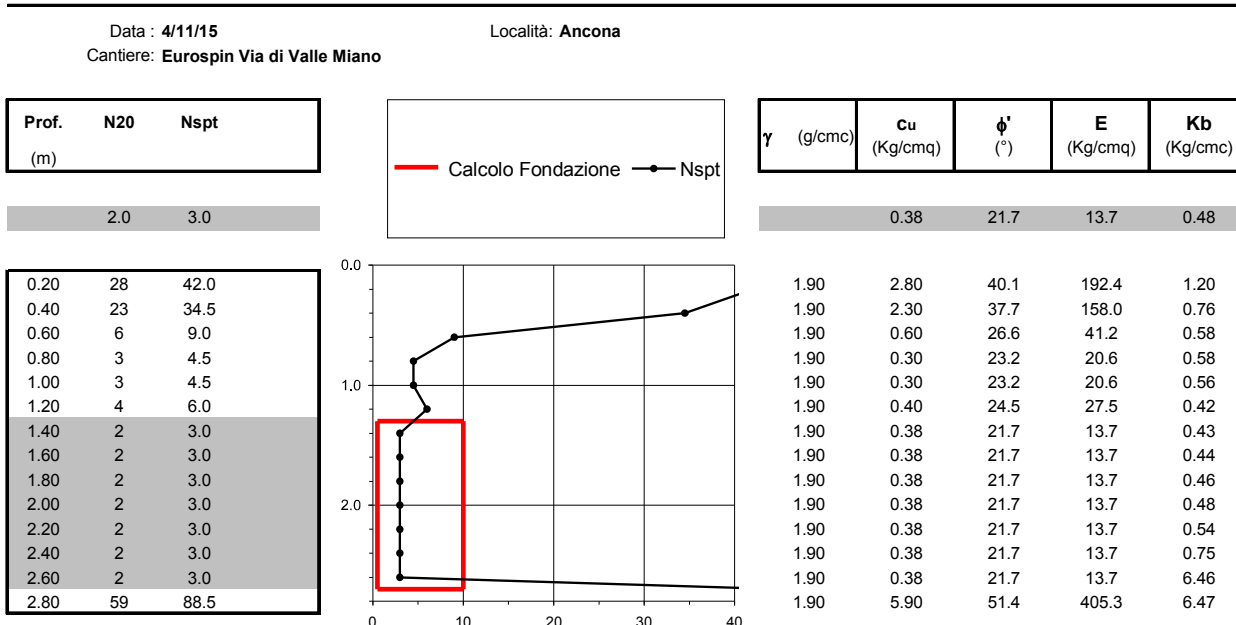 Data : 4/11/15 Località: Ancona
Cantiere: Eurospin Via di Valle Miano
Prof. N20 Nspt
(m)
2.0 3.0
0.20 28 42.0
0.40 23 34.5
0.60 6 9.0
0.80 3 4.5
1.00 3 4.5
1.20 4 6.0
1.40 2 3.0
1.60 2 3.0
1.80 2 3.0
2.00 2 3.0
2.20 2 3.0
2.40 2 3.0
2.60 2 3.0
2.80 59 88.5
Calcolo Fondazione Nspt
0.0
1.0
2.0
0 10 20 30 40
γ (g/cmc) cu (Kg/cmq) ϕ' (°) E (Kg/cmq) Kb (Kg/cmc)
0.38 21.7 13.7 0.48
1.90 2.80 40.1 192.4 1.20
1.90 2.30 37.7 158.0 0.76
1.90 0.60 26.6 41.2 0.58
1.90 0.30 23.2 20.6 0.58
1.90 0.30 23.2 20.6 0.56
1.90 0.40 24.5 27.5 0.42
1.90 0.38 21.7 13.7 0.43
1.90 0.38 21.7 13.7 0.44
1.90 0.38 21.7 13.7 0.46
1.90 0.38 21.7 13.7 0.48
1.90 0.38 21.7 13.7 0.54
1.90 0.38 21.7 13.7 0.75
1.90 0.38 21.7 13.7 6.46
1.90 5.90 51.4 405.3 6.47